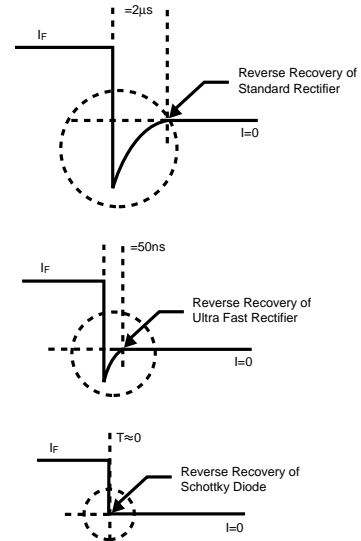 =2μs
IF
Reverse Recovery of
Standard Rectifier
I=0
=50ns
IF
Reverse Recovery of
Ultra Fast Rectifier
I=0
T≈0
IF
Reverse Recovery of
Schottky Diode
I=0